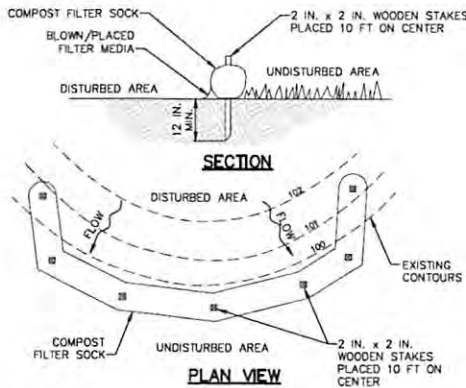 COMPOST FILTER SOCK
2 IN. x 2 IN. WOODEN STAKES
PLACED 10 FT ON CENTER
BLOWN/PLACED
FILTER MEDIA
UNDISTURBED AREA
DISTURBED AREA
12 IN.
MIN.
SECTION
DISTURBED AREA
102
FLOW
FLOW
101
100
EXISTING
CONTOURS
COMPOST
FILTER SOCK
UNDISTURBED AREA
2 IN. x 2 IN.
WOODEN STAKES
PLACED 10 FT ON
CENTER
PLAN VIEW